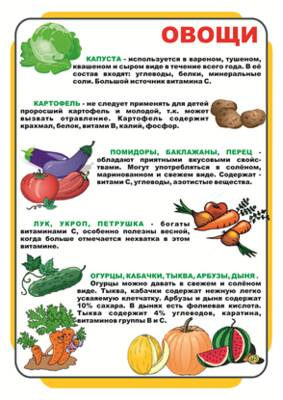 ОВОЩИ
КАПУСТА - используется в вареном, тушеном,
квашеном и сыром виде в течение всего года. В её
состав входят: углеводы, белки, минеральные
соли. Большой источник витамина С.
КАРТОФЕЛЬ - не следует применять для детей
проросший картофель и молодой, т.к. может
вызвать отравление. Картофель содержит
крахмал, белок, витамин В, калий, фосфор.
ПОМИДОРЫ, БАКЛАЖАНЫ, ПЕРЕЦ -
обладают приятными вкусовыми свойс-
твами. Могут употребляться в солёном,
маринованном и свежем виде. Содержат -
витамин С, углеводы, азотистые вещества.
ЛУК, УКРОП, ПЕТРУШКА - богаты
витаминами С, особенно полезны весной,
когда больше отмечается нехватка в этом
витамине.
ОГУРЦЫ, КАБАЧКИ, ТЫКВА, АРБУЗЫ, ДЫНЯ .
Огурцы можно давать в свежем и солёном
виде. Тыква, кабачки содержат нежную легко
усваяемую клетчатку. Арбузы и дыня содержат
10% сахара. В дынях есть фолиевая кислота.
Тыква содержит 4% углеводов, каратина,
витаминов группы В и С.